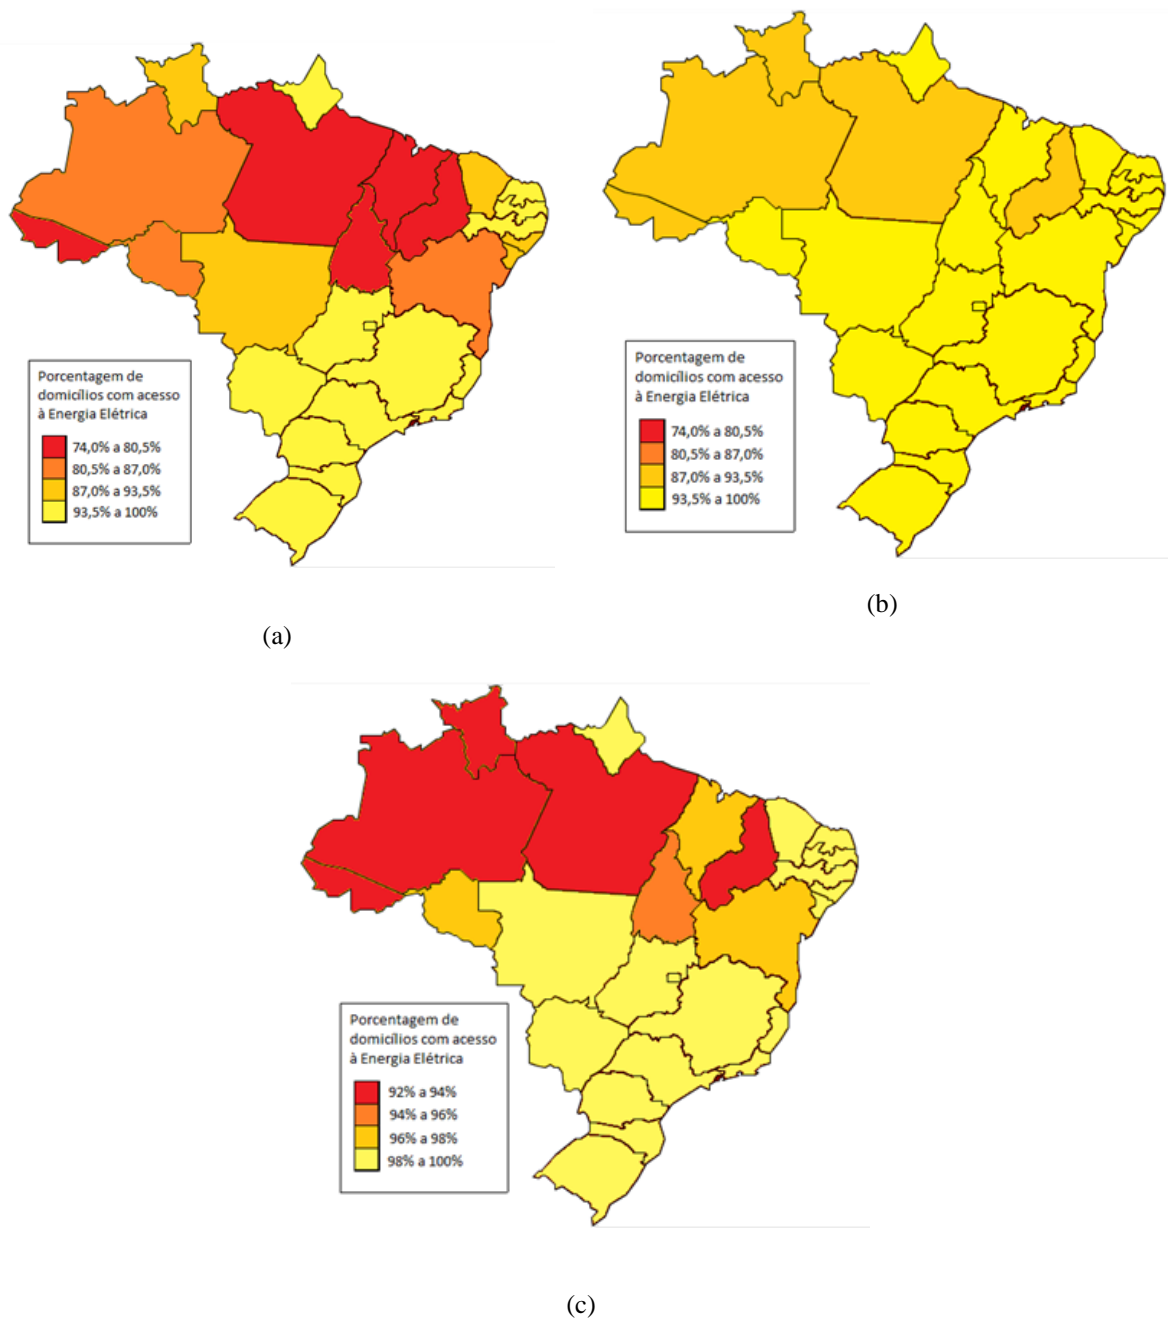 Porcentagem de
domicílios com acesso
à Energia Elétrica
74,0% a 80,5%
80,5% a 87,0%
87,0% a 93,5%
93,5% a 100%
(a)
Porcentagem de
domicílios com acesso
à Energia Elétrica
74,0% a 80,5%
80,5% a 87,0%
87,0% a 93,5%
93,5% a 100%
(b)
Porcentagem de
domicílios com acesso
à Energia Elétrica
92% a 94%
94% a 96%
96% a 98%
98% a 100%
(c)